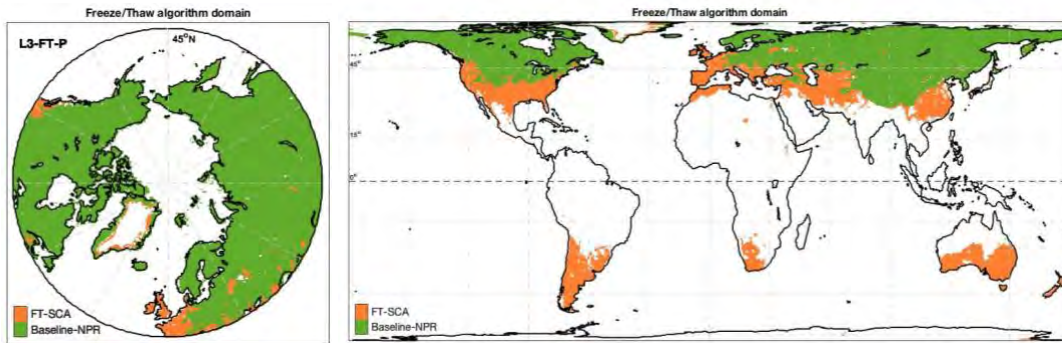 Freeze/Thaw algorithm domain
L3-FT-P
45°N
FT-SCA
Baseline-NPR
Freeze/Thaw algorithm domain
45°
15°
0°
FT-SCA
Baseline-NPR